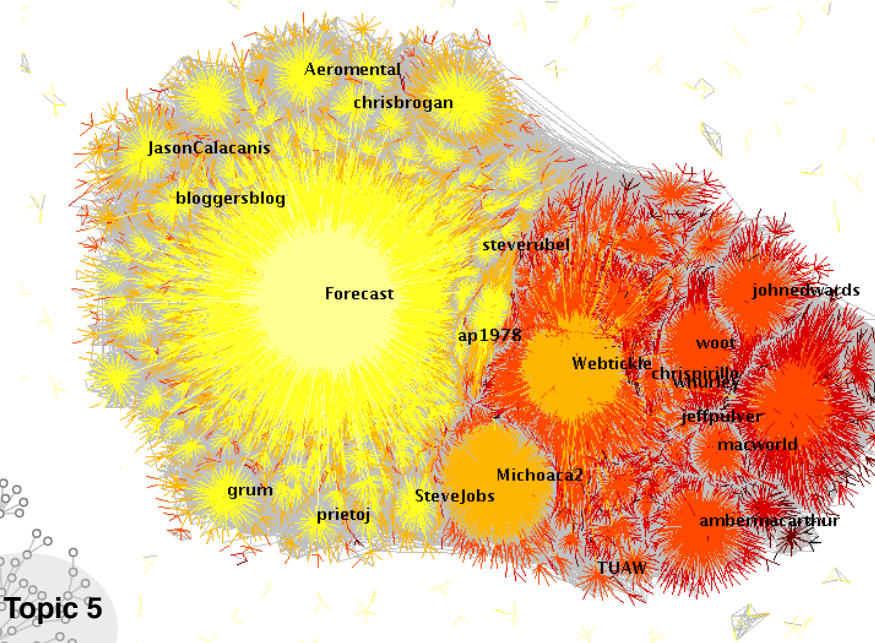 Aeromental
chrisbrogan
JasonCalacanis
bloggersblog
steverubel
Forecast
johnedwards
ap1978
woot
Webtickle
chrispirillo
whurley
jeffpulver
macworld
Michoaca2
grum
SteveJobs
prietoj
ambermacarthur
TUAW
Topic 5